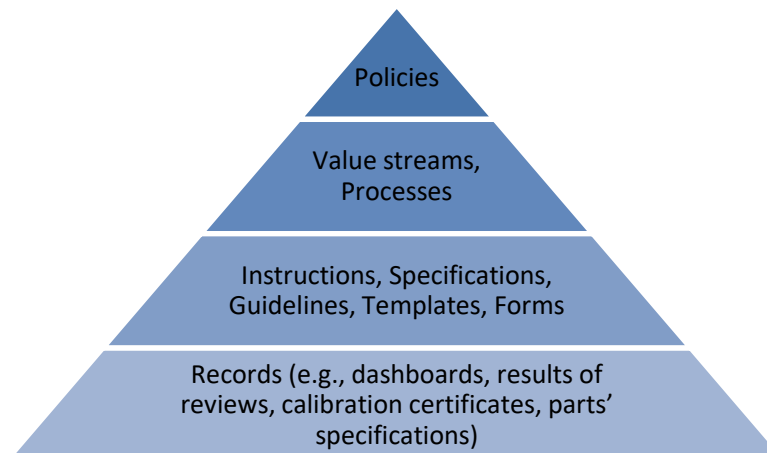 Policies
Value streams,
Processes
Instructions, Specifications,
Guidelines, Templates, Forms
Records (e.g., dashboards, results of
reviews, calibration certificates, parts’
specifications)